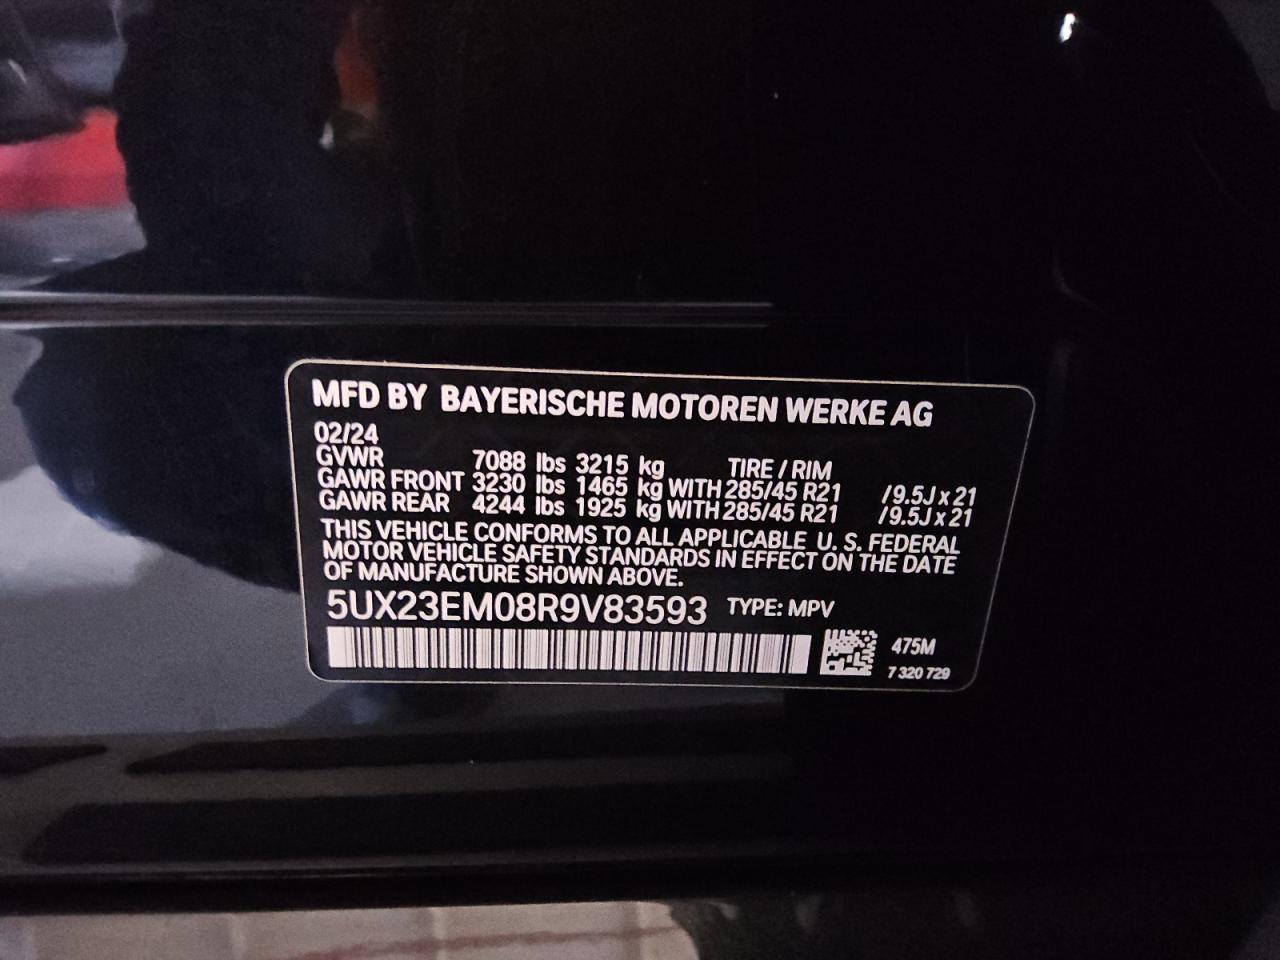 MFD BY BAYERISCHE MOTOREN WERKE AG
02/24
GVWR 7088 lbs 3215 kg TIRE / RIM
GAWR FRONT 3230 lbs 1465 kg WITH 285/45 R21 /9.5J x 21
GAWR REAR 4244 lbs 1925 kg WITH 285/45 R21 /9.5J x 21
THIS VEHICLE CONFORMS TO ALL APPLICABLE U. S. FEDERAL
MOTOR VEHICLE SAFETY STANDARDS IN EFFECT ON THE DATE
OF MANUFACTURE SHOWN ABOVE.
5UX23EM08R9V83593 TYPE: MPV
475M
7 320 729